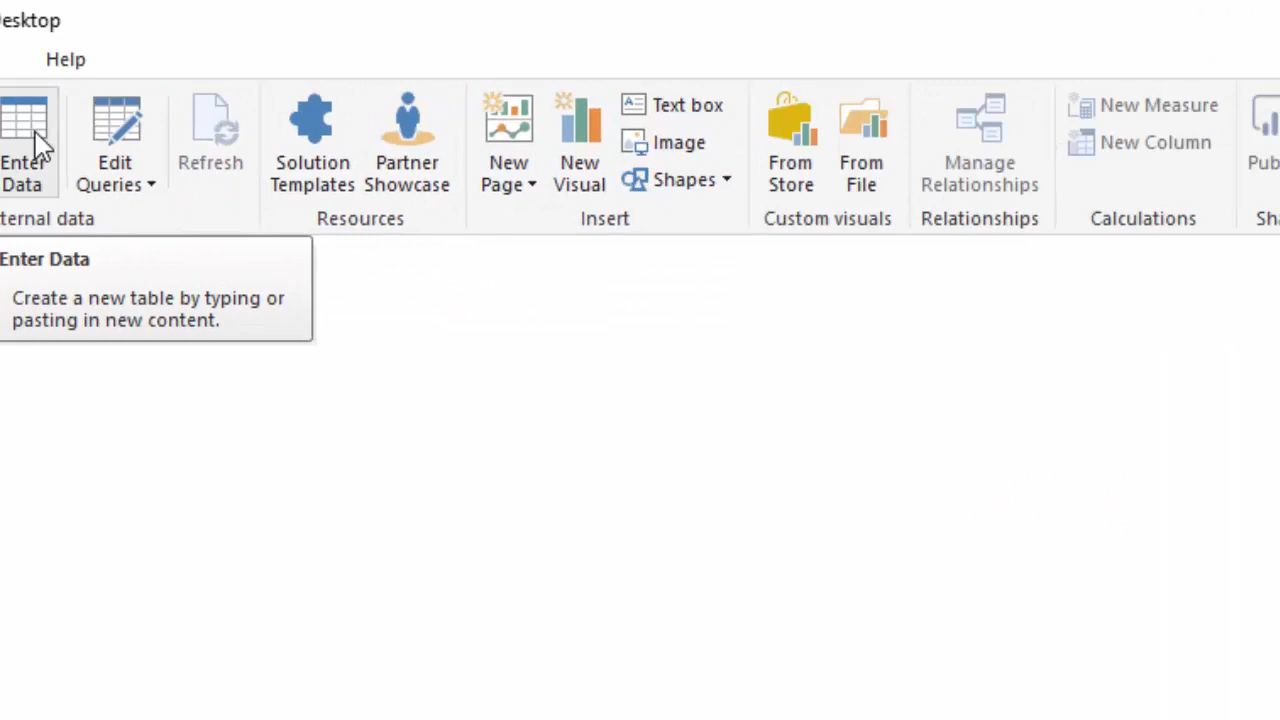 esktop
Help
Enter
Data
Edit
Queries
Refresh
Solution
Templates
Partner
Showcase
New
Page
New
Visual
Text box
Image
Shapes
From
Store
From
File
Manage
Relationships
New Measure
New Column
Pub
ternal data
Resources
Insert
Custom visuals
Relationships
Calculations
Sha
Enter Data
Create a new table by typing or
pasting in new content.